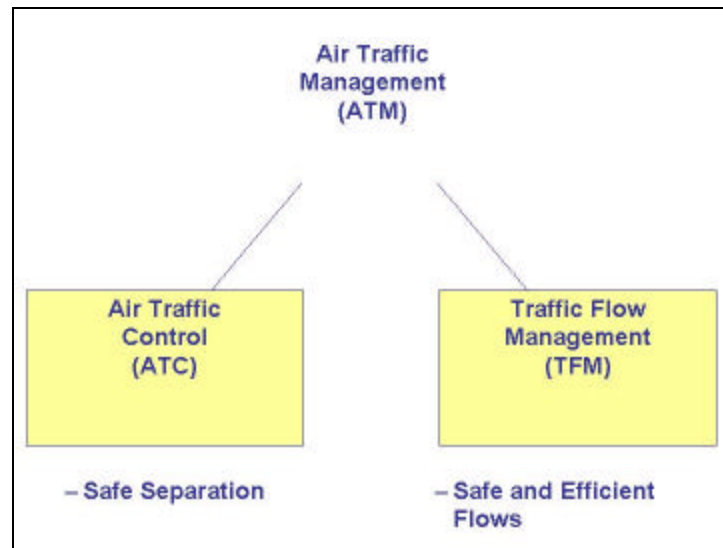 Air Traffic
Management
(ATM)
Air Traffic
Control
(ATC)
Traffic Flow
Management
(TFM)
– Safe Separation
– Safe and Efficient
Flows